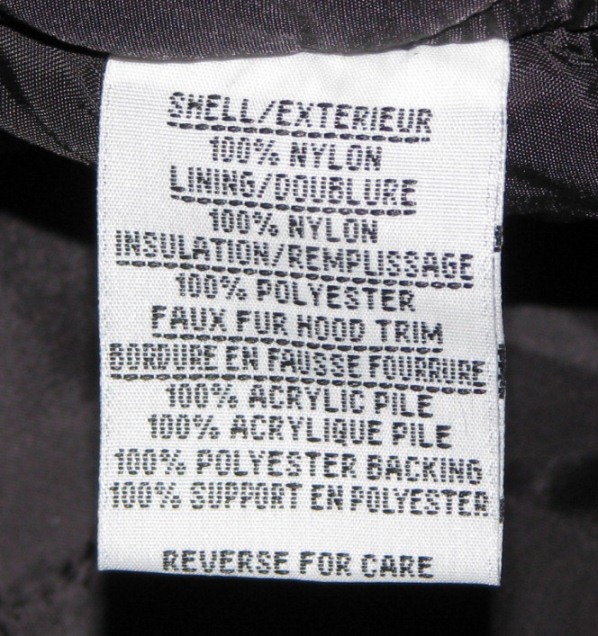 SHELL/EXTERIEUR
100% NYLON
LINING/DOUBLURE
100% NYLON
INSULATION/REMPLISSAGE
100% POLYESTER
FAUX FUR HOOD TRIM
BORDURE EN FAUSSE FOURRURE
100% ACRYLIC PILE
100% ACRYLIQUE PILE
100% POLYESTER BACKING
100% SUPPORT EN POLYESTER
REVERSE FOR CARE